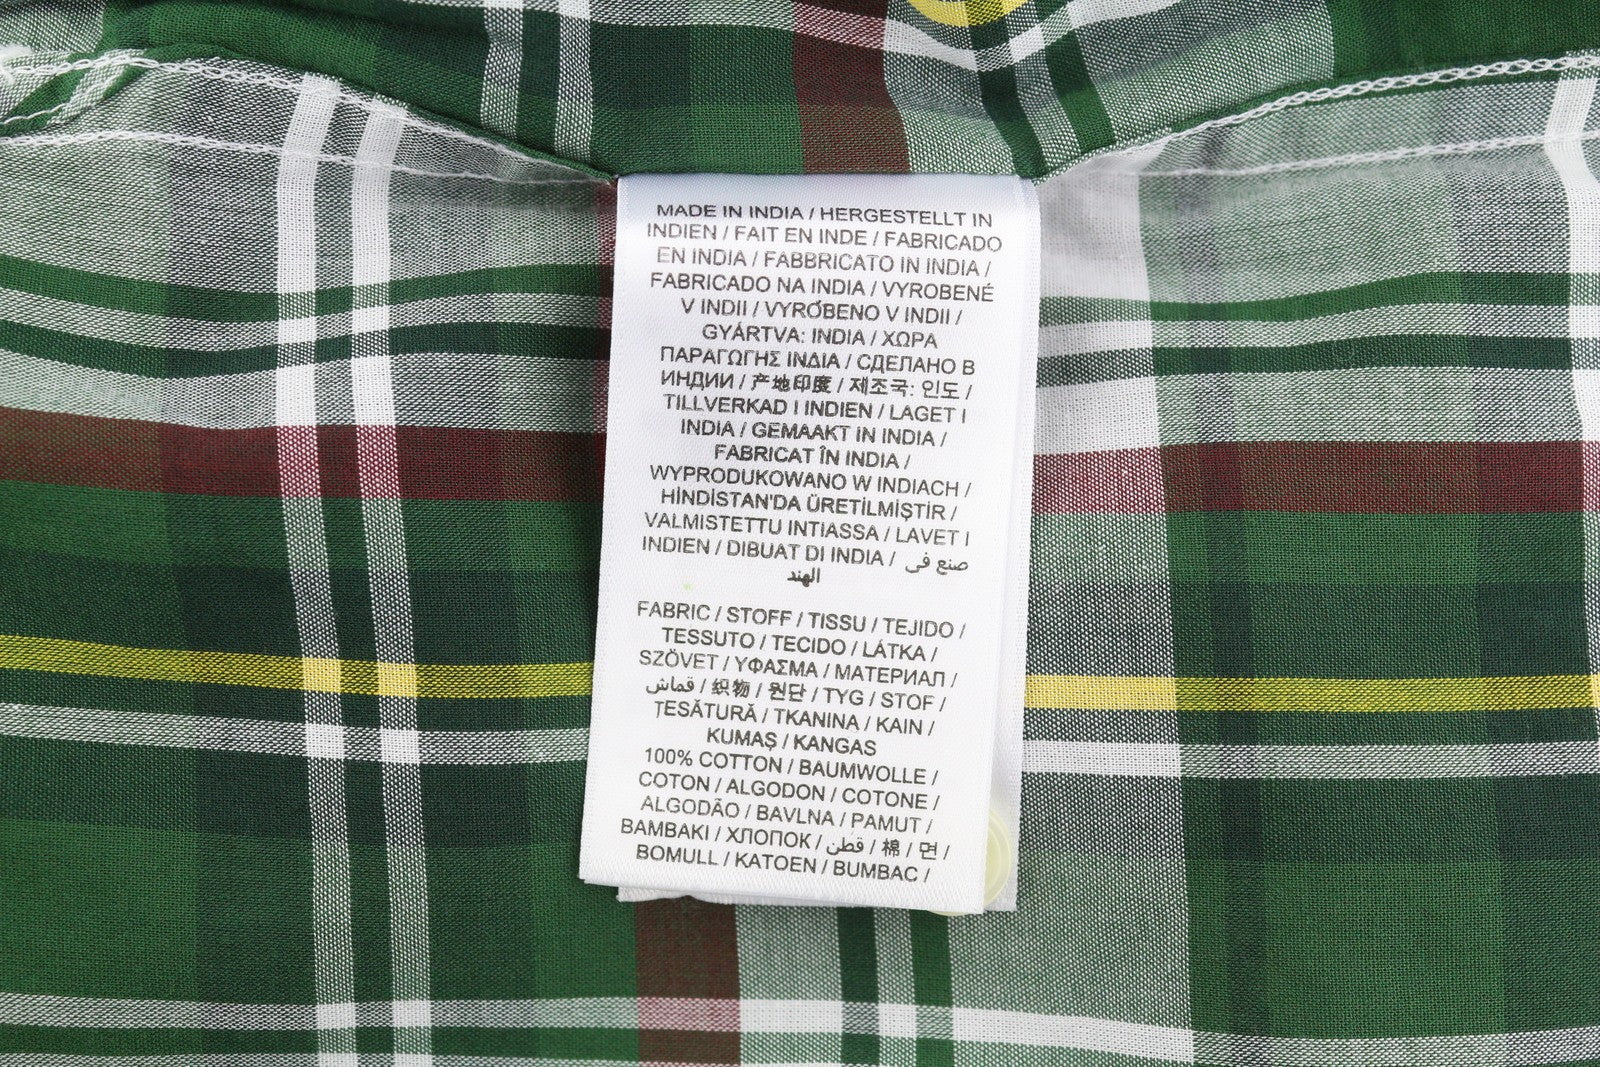 MADE IN INDIA / HERGESTELLT IN
INDIEN / FAIT EN INDE / FABRICADO
EN INDIA / FABBRICATO IN INDIA /
FABRICADO NA INDIA / VYROBENÉ
V INDII / VYROBENO V INDII /
GYÁRTVA: INDIA / ΧΩΡΑ
ΠΑΡΑΓΩΓΗΣ ΙΝΔΙΑ / СДЕЛАНО В
ИНДИИ / 产地印度 / 제조국: 인도 /
TILLVERKAD I INDIEN / LAGET I
INDIA / GEMAAKT IN INDIA /
FABRICAT ÎN INDIA /
WYPRODUKOWANO W INDIACH /
HİNDİSTAN'DA ÜRETİLMİŞTİR /
VALMISTETTU INTIASSA / LAVET I
INDIEN / DIBUAT DI INDIA / صنع في
الهند
FABRIC / STOFF / TISSU / TEJIDO /
TESSUTO / TECIDO / LÁTKA /
SZÖVET / ΥΦΑΣΜΑ / МАТЕРИАЛ /
قماش / 织物 / 원단 / TYG / STOF /
ȚESĂTURĂ / TKANINA / KAIN /
KUMAŞ / KANGAS
100% COTTON / BAUMWOLLE /
COTON / ALGODON / COTONE /
ALGODÃO / BAVLNA / PAMUT /
BAMBAKI / ХЛОПОК / قطن / 棉 / 면 /
BOMULL / KATOEN / BUMBAC /